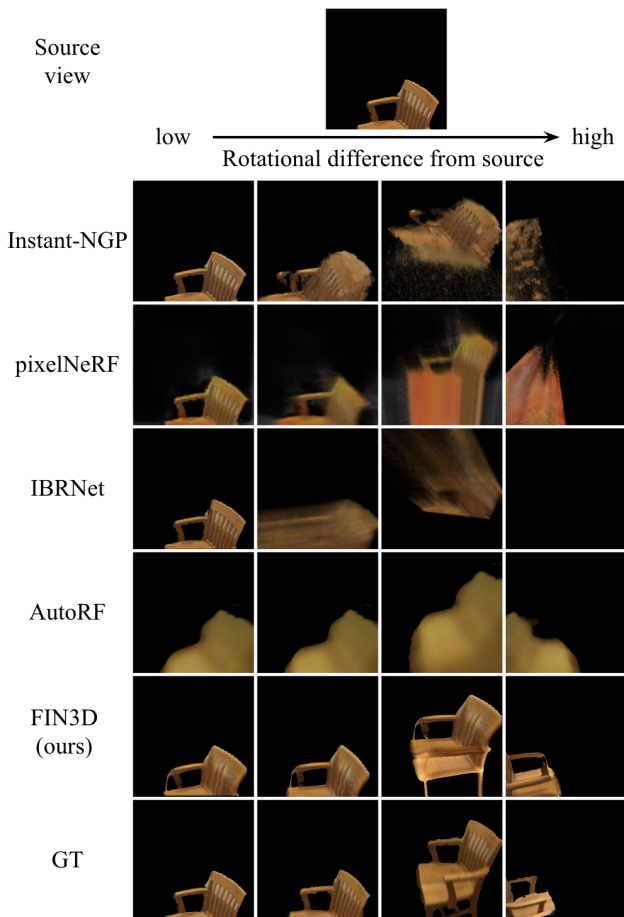 Source
view
low
high
Rotational difference from source
Instant-NGP
pixelNeRF
IBRNet
AutoRF
FIN3D
(ours)
GT